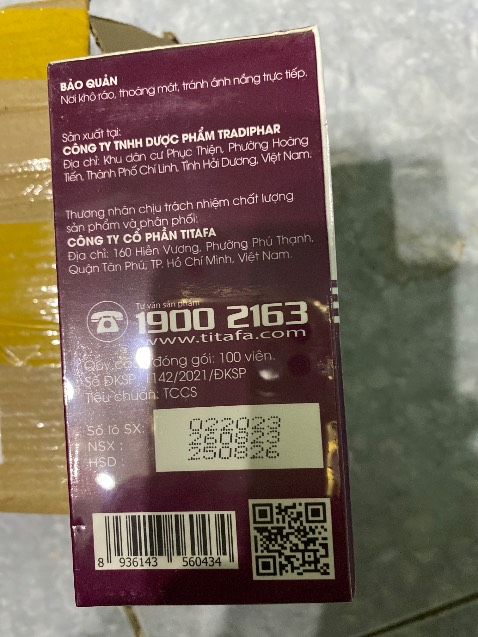 BẢO QUẢN
Nơi khô ráo, thoáng mát, tránh ánh nắng trực tiếp.
Sản xuất tại:
CÔNG TY TNHH DƯỢC PHẨM TRADIPHAR
Địa chỉ: Khu dân cư Phục Thiện, Phường Hoàng
Tiến, Thành Phố Chí Linh, Tỉnh Hải Dương, Việt Nam.
Thương nhân chịu trách nhiệm chất lượng
sản phẩm và phân phối:
CÔNG TY CỔ PHẦN TITAFA
Địa chỉ: 160 Hiền Vương, Phường Phú Thạnh,
Quận Tân Phú, TP. Hồ Chí Minh, Việt Nam.
Tư vấn sản phẩm
1900 2163
www.titafa.com
Quy cách đóng gói: 100 viên.
Số ĐKSP: 1142/2021/ĐKSP
Tiêu chuẩn: TCCS
Số lô SX: 022023
NSX : 260823
HSD : 250826
8 936143 560434